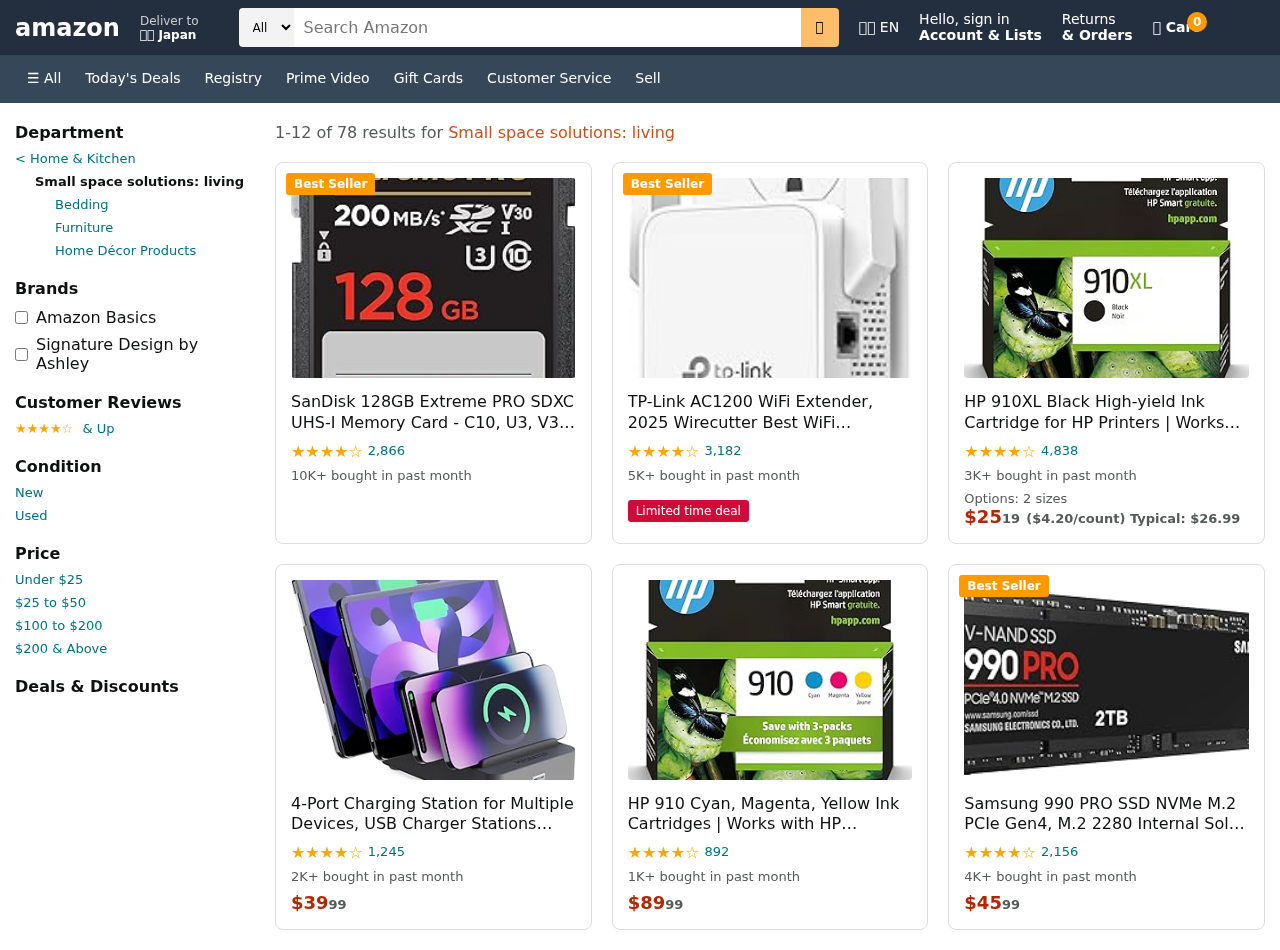 amazon
Deliver to
Japan
All
Search Amazon
EN
Hello, sign in
Account & Lists
Returns
& Orders
0
☰ All
Today's Deals
Registry
Prime Video
Gift Cards
Customer Service
Sell
Department
< Home & Kitchen
Small space solutions: living
Bedding
Furniture
Home Décor Products
Brands
Amazon Basics
Signature Design by
Ashley
Customer Reviews
★★★★☆ & Up
Condition
New
Used
Price
Under $25
$25 to $50
$100 to $200
$200 & Above
Deals & Discounts
1-12 of 78 results for Small space solutions: living
Best Seller
200 MB/s* SD XC V30 I
U3 C10
128 GB
SanDisk 128GB Extreme PRO SDXC
UHS-I Memory Card - C10, U3, V3...
★★★★☆ 2,866
10K+ bought in past month
Best Seller
tp-link
TP-Link AC1200 WiFi Extender,
2025 Wirecutter Best WiFi...
★★★★☆ 3,182
5K+ bought in past month
Limited time deal
hp
Téléchargez l'application
HP Smart gratuite.
hpapp.com
910XL
Black
Noir
HP 910XL Black High-yield Ink
Cartridge for HP Printers | Works...
★★★★☆ 4,838
3K+ bought in past month
Options: 2 sizes
$2519 ($4.20/count) Typical: $26.99
4-Port Charging Station for Multiple
Devices, USB Charger Stations...
★★★★☆ 1,245
2K+ bought in past month
$3999
hp
Téléchargez l'application
HP Smart gratuite.
hpapp.com
910
Cyan
Magenta
Yellow
Jaune
Save with 3-packs
Économisez avec 3 paquets
HP 910 Cyan, Magenta, Yellow Ink
Cartridges | Works with HP...
★★★★☆ 892
1K+ bought in past month
$8999
Best Seller
V-NAND SSD
990 PRO
PCIe® 4.0 NVMe™ M.2 SSD
www.samsung.com/ssd
SAMSUNG ELECTRONICS CO., LTD.
2TB
Samsung 990 PRO SSD NVMe M.2
PCIe Gen4, M.2 2280 Internal Sol...
★★★★☆ 2,156
4K+ bought in past month
$4599